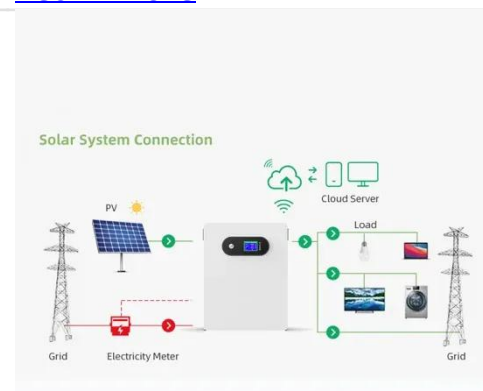 Solar System Connection
Cloud Server
PV
Load
Grid
Electricity Meter
Grid